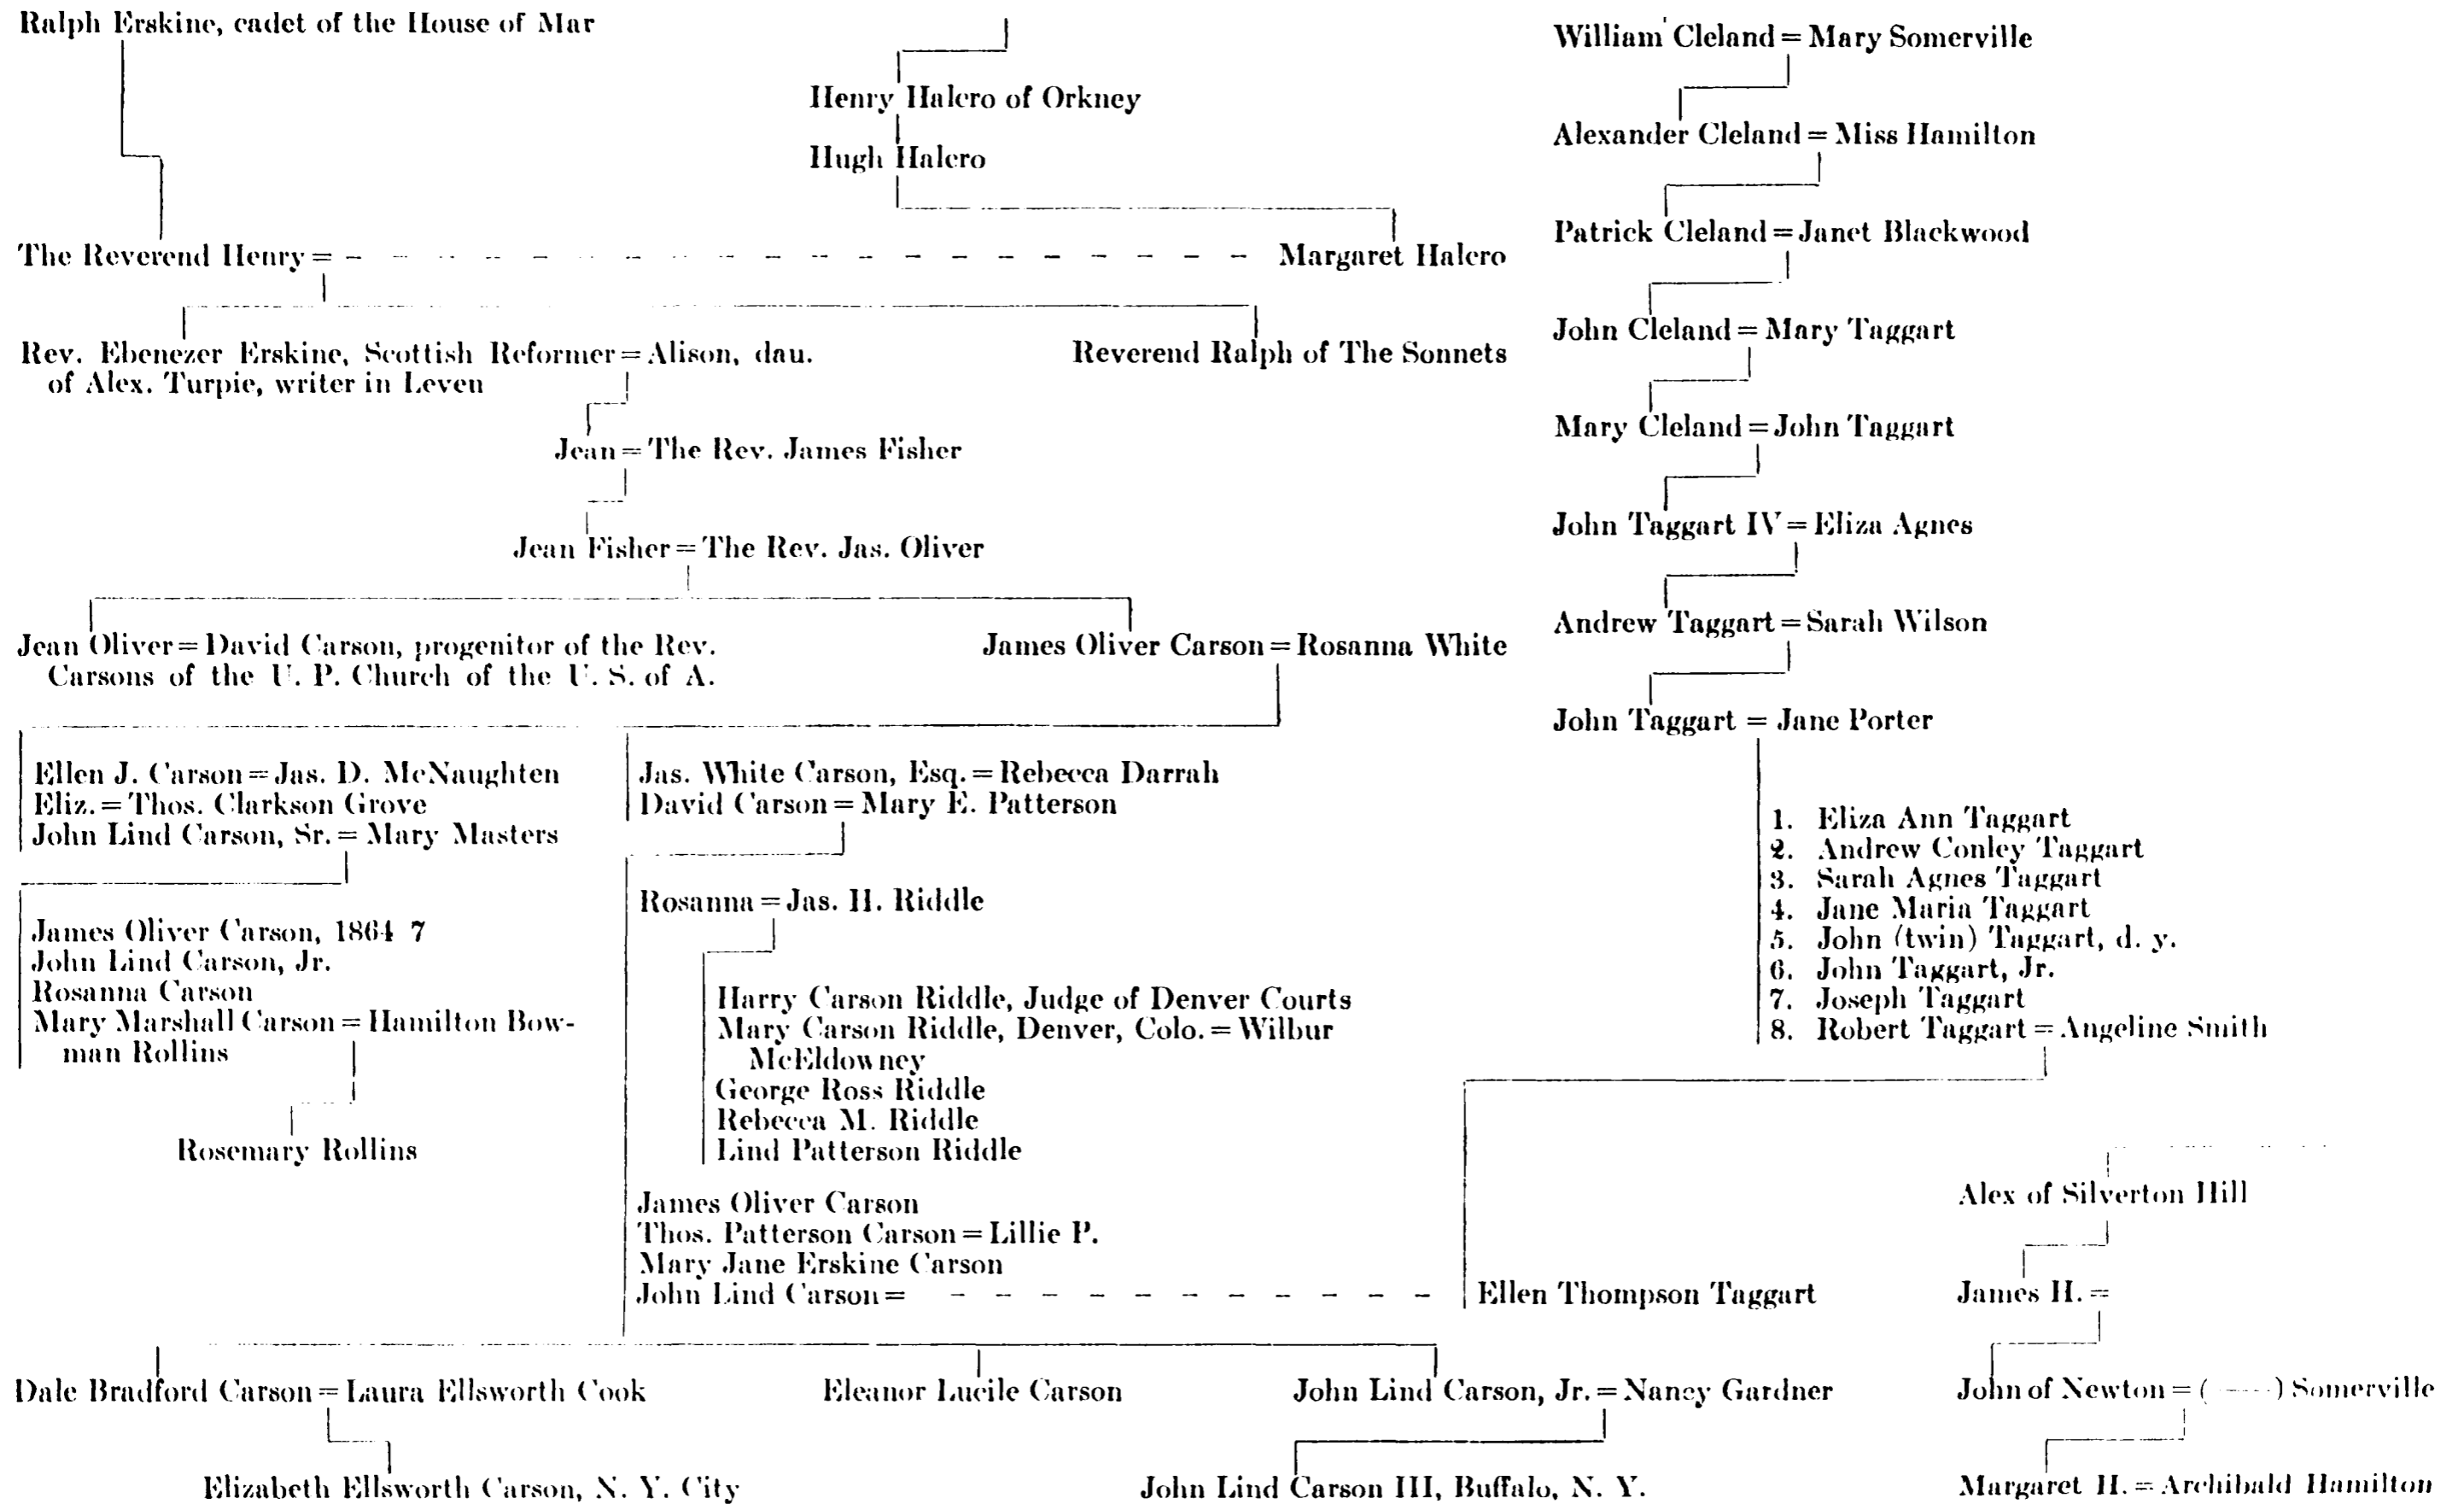 Ralph Erskine, cadet of the House of Mar
Henry Halcro of Orkney
Hugh Halcro
The Reverend Henry =
Margaret Halcro
Rev. Ebenezer Erskine, Scottish Reformer = Alison, dau.
of Alex. Turpie, writer in Leven
Reverend Ralph of The Sonnets
Jean = The Rev. James Fisher
Jean Fisher = The Rev. Jas. Oliver
Jean Oliver = David Carson, progenitor of the Rev.
Carsons of the U. P. Church of the U. S. of A.
James Oliver Carson = Rosanna White
Ellen J. Carson = Jas. D. McNaughten
Eliz. = Thos. Clarkson Grove
John Lind Carson, Sr. = Mary Masters
James Oliver Carson, 1864 7
John Lind Carson, Jr.
Rosanna Carson
Mary Marshall Carson = Hamilton Bow-
man Rollins
Rosemary Rollins
Jas. White Carson, Esq. = Rebecca Darrah
David Carson = Mary E. Patterson
Rosanna = Jas. H. Riddle
Harry Carson Riddle, Judge of Denver Courts
Mary Carson Riddle, Denver, Colo. = Wilbur
McEldowney
George Ross Riddle
Rebecca M. Riddle
Lind Patterson Riddle
James Oliver Carson
Thos. Patterson Carson = Lillie P.
Mary Jane Erskine Carson
John Lind Carson =
Ellen Thompson Taggart
Dale Bradford Carson = Laura Ellsworth Cook
Eleanor Lucile Carson
John Lind Carson, Jr. = Nancy Gardner
Elizabeth Ellsworth Carson, N. Y. City
John Lind Carson III, Buffalo, N. Y.
William Cleland = Mary Somerville
Alexander Cleland = Miss Hamilton
Patrick Cleland = Janet Blackwood
John Cleland = Mary Taggart
Mary Cleland = John Taggart
John Taggart IV = Eliza Agnes
Andrew Taggart = Sarah Wilson
John Taggart = Jane Porter
1. Eliza Ann Taggart
2. Andrew Conley Taggart
3. Sarah Agnes Taggart
4. Jane Maria Taggart
5. John (twin) Taggart, d. y.
6. John Taggart, Jr.
7. Joseph Taggart
8. Robert Taggart = Angeline Smith
Alex of Silverton Hill
James H. =
John of Newton = ( —— ) Somerville
Margaret H. = Archibald Hamilton